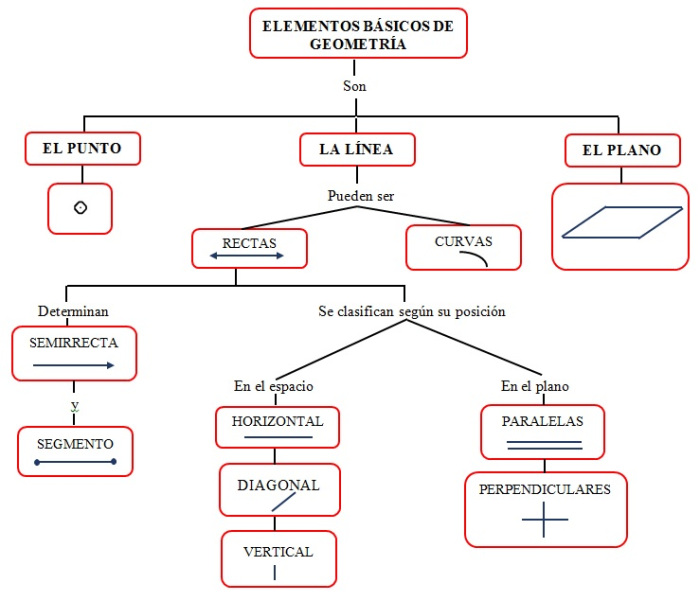 ELEMENTOS BÁSICOS DE
GEOMETRÍA
Son
EL PUNTO
LA LÍNEA
EL PLANO
Pueden ser
RECTAS
CURVAS
Determinan
Se clasifican según su posición
SEMIRRECTA
y
SEGMENTO
En el espacio
En el plano
HORIZONTAL
PARALELAS
DIAGONAL
PERPENDICULARES
VERTICAL